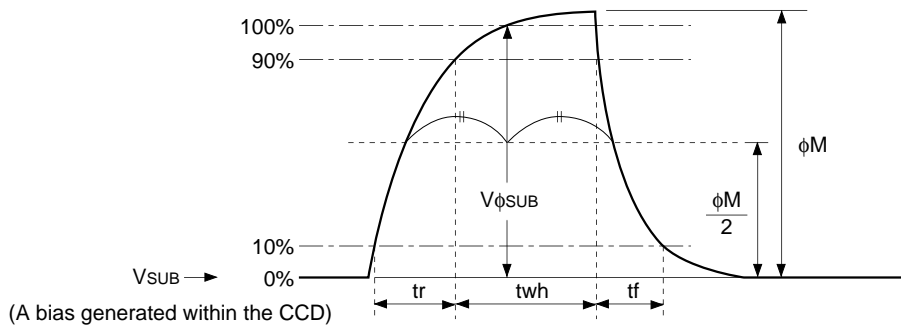 100%
90%
φM
VφSUB
φM
2
10%
VSUB
0%
tr
twh
tf
(A bias generated within the CCD)